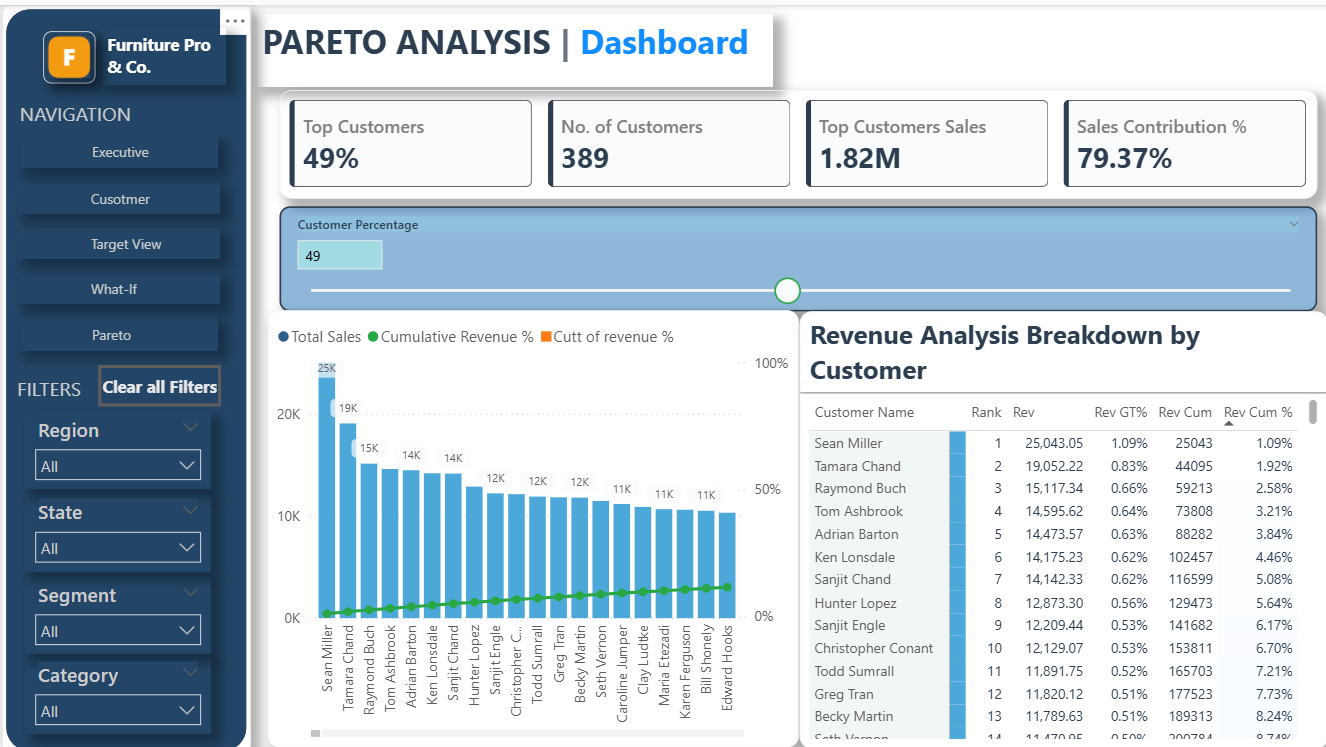 Furniture Pro
& Co.
F
NAVIGATION
Executive
Cusotmer
Target View
What-If
Pareto
FILTERS
Clear all Filters
Region
All
State
All
Segment
All
Category
All
PARETO ANALYSIS | Dashboard
Top Customers
49%
No. of Customers
389
Top Customers Sales
1.82M
Sales Contribution %
79.37%
Customer Percentage
49
Total Sales Cumulative Revenue % Cutt of revenue %
25K
19K
15K
14K
14K
12K
12K
12K
11K
11K
11K
20K
10K
0K
100%
50%
0%
Sean Miller
Tamara Chand
Raymond Buch
Tom Ashbrook
Adrian Barton
Ken Lonsdale
Sanjit Chand
Hunter Lopez
Sanjit Engle
Christopher C...
Todd Sumrall
Greg Tran
Becky Martin
Seth Vernon
Caroline Jumper
Clay Ludtke
Maria Etezadi
Karen Ferguson
Bill Shonely
Edward Hooks
Revenue Analysis Breakdown by
Customer
Customer Name Rank Rev Rev GT% Rev Cum Rev Cum %
Sean Miller 1 25,043.05 1.09% 25043 1.09%
Tamara Chand 2 19,052.22 0.83% 44095 1.92%
Raymond Buch 3 15,117.34 0.66% 59213 2.58%
Tom Ashbrook 4 14,595.62 0.64% 73808 3.21%
Adrian Barton 5 14,473.57 0.63% 88282 3.84%
Ken Lonsdale 6 14,175.23 0.62% 102457 4.46%
Sanjit Chand 7 14,142.33 0.62% 116599 5.08%
Hunter Lopez 8 12,873.30 0.56% 129473 5.64%
Sanjit Engle 9 12,209.44 0.53% 141682 6.17%
Christopher Conant 10 12,129.07 0.53% 153811 6.70%
Todd Sumrall 11 11,891.75 0.52% 165703 7.21%
Greg Tran 12 11,820.12 0.51% 177523 7.73%
Becky Martin 13 11,789.63 0.51% 189313 8.24%
Seth Vernon 14 11,470.95 0.50% 200784 8.74%